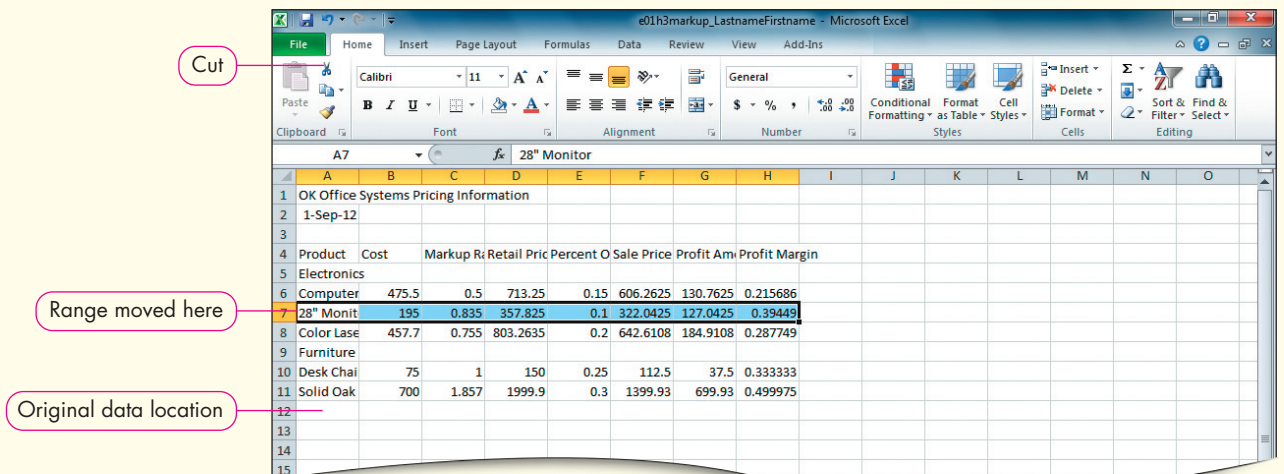 e01h3markup_LastnameFirstname - Microsoft Excel
File Home Insert Page Layout Formulas Data Review View Add-Ins
Cut
Calibri 11 A A General Insert Σ
Paste B I U A $ % , .0 .00 .00 .0 Conditional Format Cell Delete Sort & Find &
Formatting as Table Styles Format Filter Select
Clipboard Font Alignment Number Styles Cells Editing
A7 fx 28" Monitor
A B C D E F G H I J K L M N O
1 OK Office Systems Pricing Information
2 1-Sep-12
3
4 Product Cost Markup Ra Retail Pric Percent O Sale Price Profit Am Profit Margin
5 Electronics
6 Computer 475.5 0.5 713.25 0.15 606.2625 130.7625 0.215686
Range moved here
7 28" Monit 195 0.835 357.825 0.1 322.0425 127.0425 0.39449
8 Color Lase 457.7 0.755 803.2635 0.2 642.6108 184.9108 0.287749
9 Furniture
10 Desk Chai 75 1 150 0.25 112.5 37.5 0.333333
11 Solid Oak 700 1.857 1999.9 0.3 1399.93 699.93 0.499975
Original data location
12
13
14
15